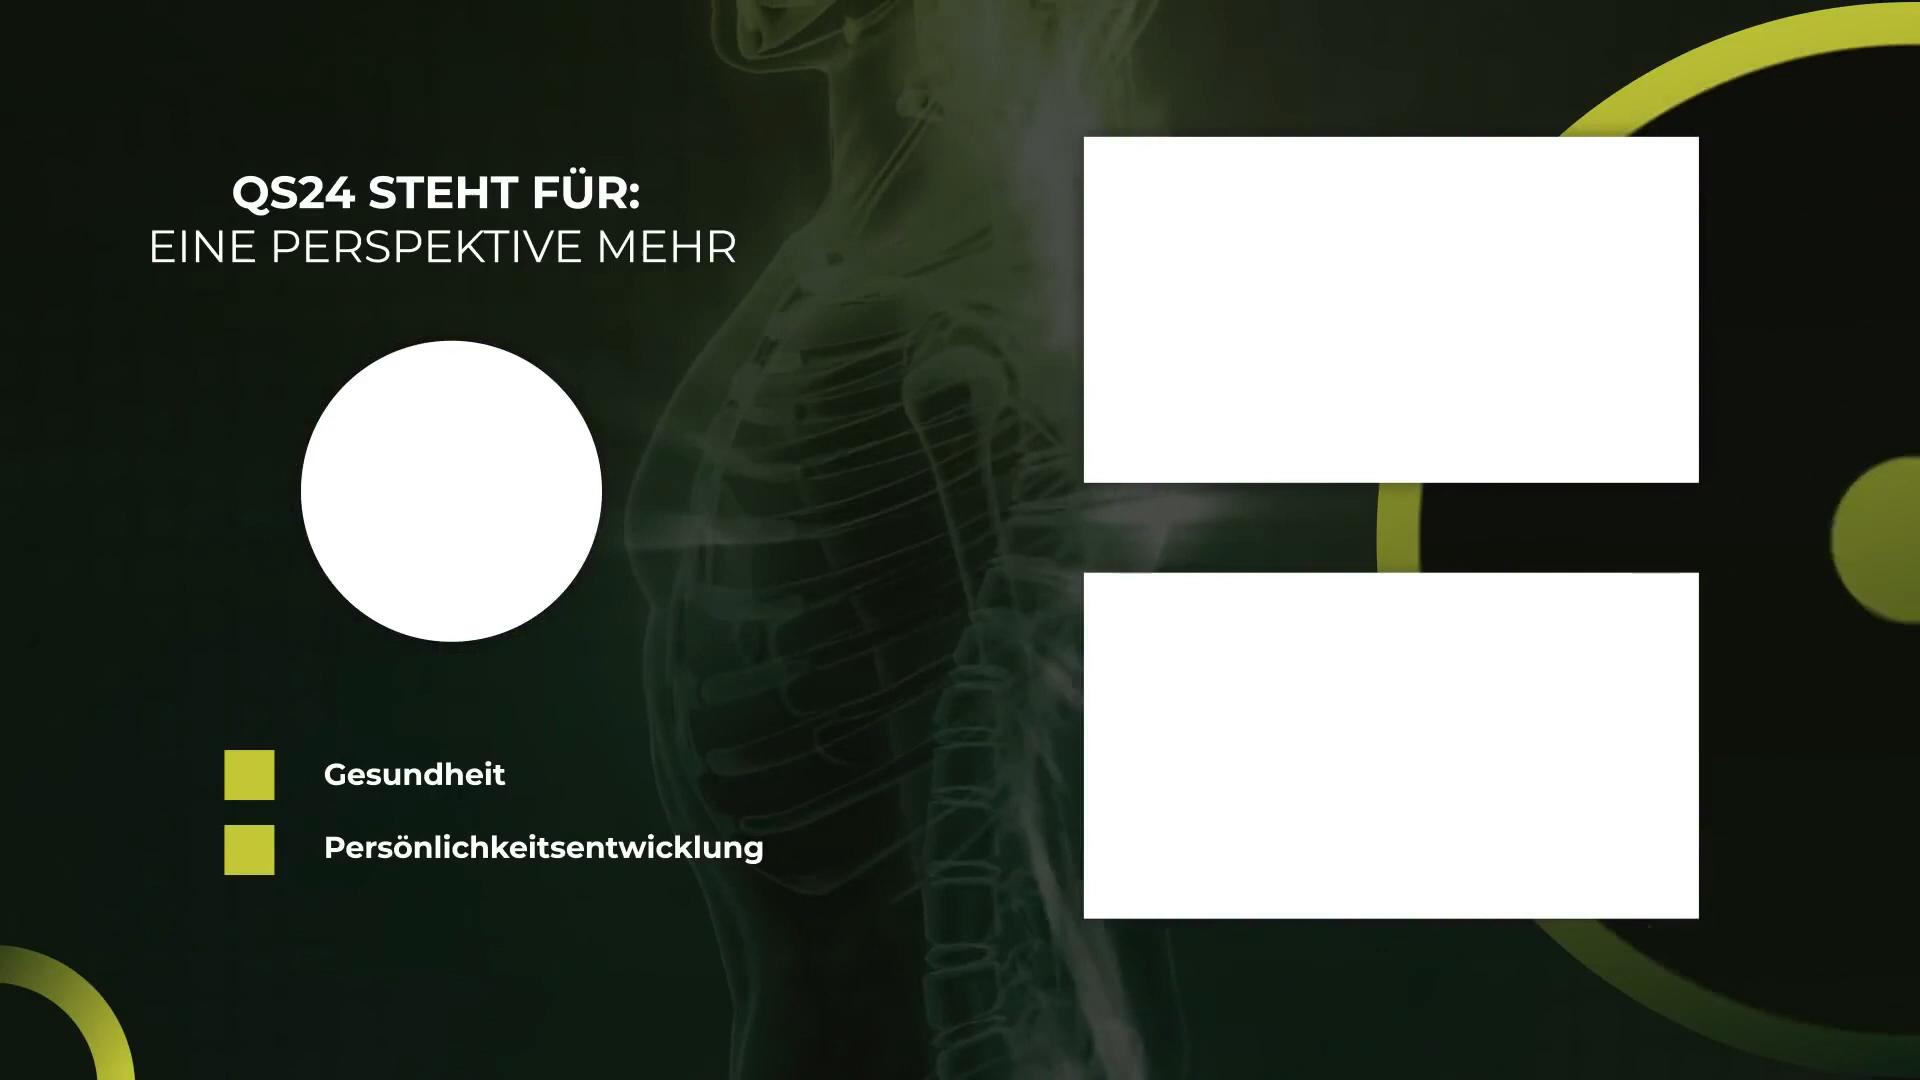 QS24 STEHT FÜR:
EINE PERSPEKTIVE MEHR
Gesundheit
Persönlichkeitsentwicklung